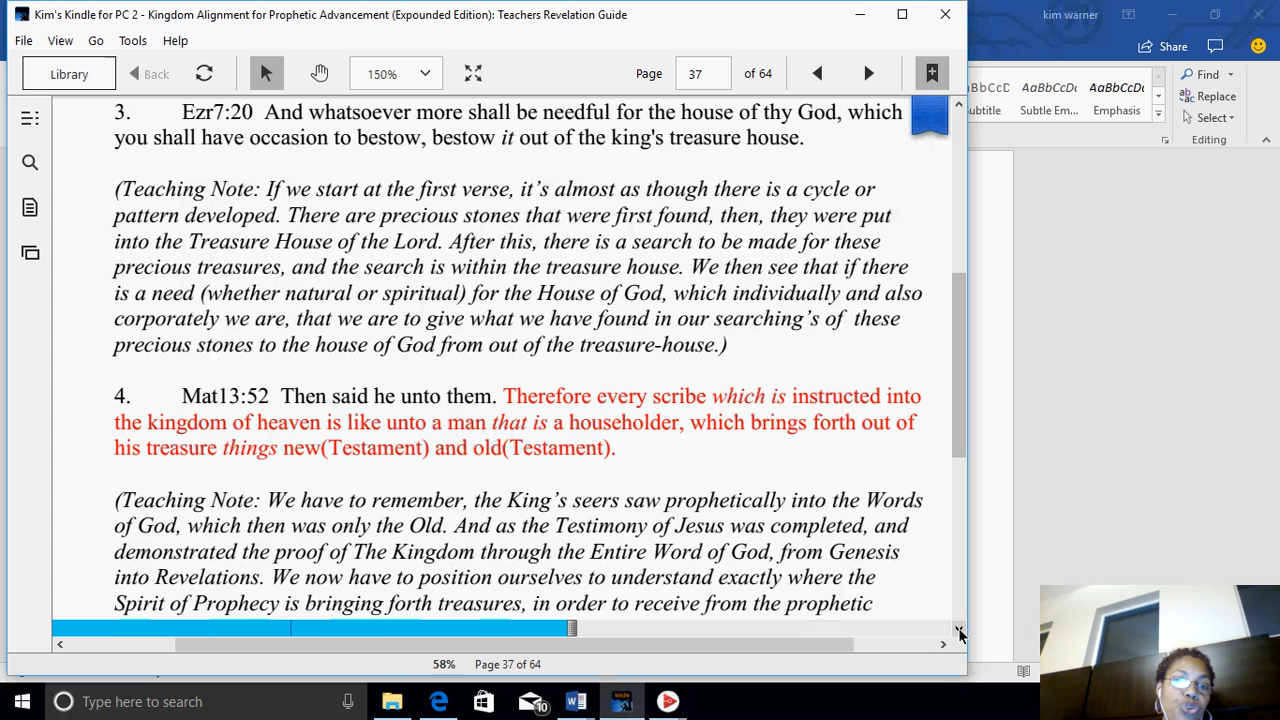 Kim's Kindle for PC 2 - Kingdom Alignment for Prophetic Advancement (Expounded Edition): Teachers Revelation Guide
kim warner
File View Go Tools Help
Share
Library
Back
150%
Page 37 of 64
AaBbCcD AaBbCcDc AaBbCcDc
ubtitle Subtle Em... Emphasis
Find
Replace
Select
Editing
3. Ezr7:20 And whatsoever more shall be needful for the house of thy God, which
you shall have occasion to bestow, bestow it out of the king's treasure house.
(Teaching Note: If we start at the first verse, it's almost as though there is a cycle or
pattern developed. There are precious stones that were first found, then, they were put
into the Treasure House of the Lord. After this, there is a search to be made for these
precious treasures, and the search is within the treasure house. We then see that if there
is a need (whether natural or spiritual) for the House of God, which individually and also
corporately we are, that we are to give what we have found in our searching's of these
precious stones to the house of God from out of the treasure-house.)
4. Mat13:52 Then said he unto them. Therefore every scribe which is instructed into
the kingdom of heaven is like unto a man that is a householder, which brings forth out of
his treasure things new(Testament) and old(Testament).
(Teaching Note: We have to remember, the King's seers saw prophetically into the Words
of God, which then was only the Old. And as the Testimony of Jesus was completed, and
demonstrated the proof of The Kingdom through the Entire Word of God, from Genesis
into Revelations. We now have to position ourselves to understand exactly where the
Spirit of Prophecy is bringing forth treasures, in order to receive from the prophetic
58% Page 37 of 64
Type here to search
10